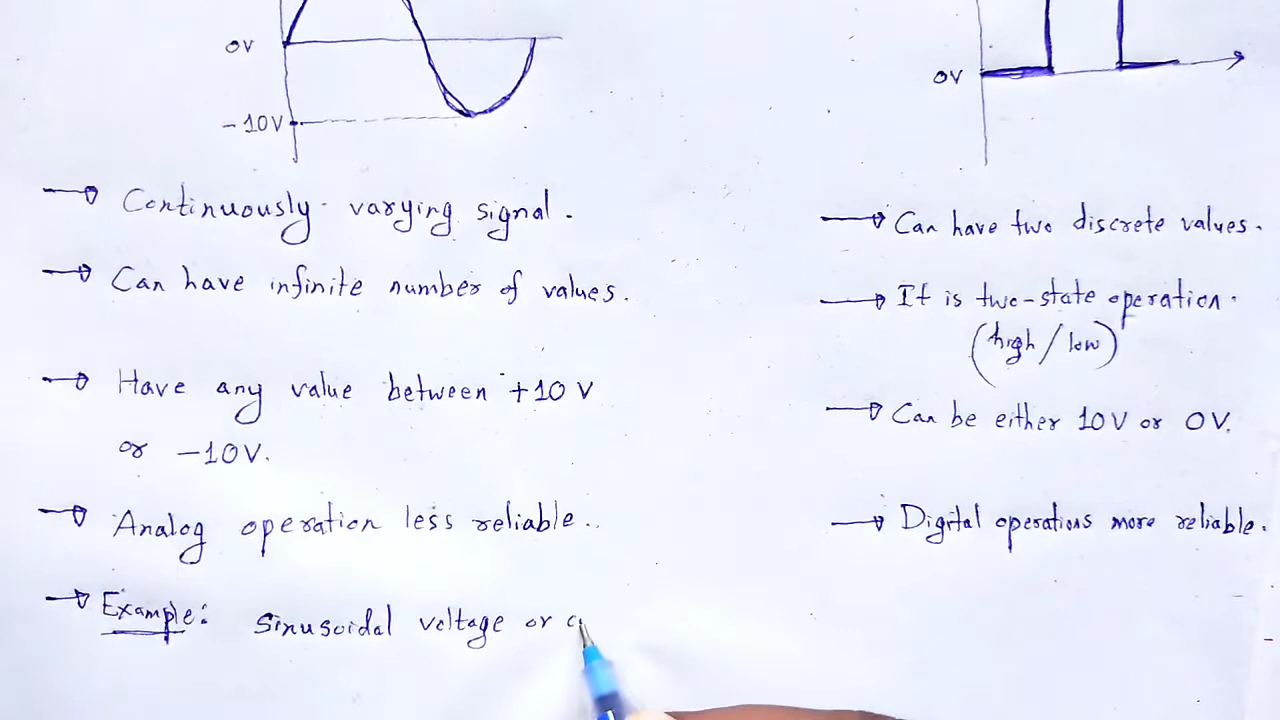 0V
-10V
→ Continuously varying signal.
→ Can have infinite number of values.
→ Have any value between +10V
or -10V.
→ Analog operation less reliable.
→ Example: Sinusoidal voltage or c
0V
→ Can have two discrete values.
→ It is two-state operation.
(high/low)
→ Can be either 10V or 0V.
→ Digital operations more reliable.